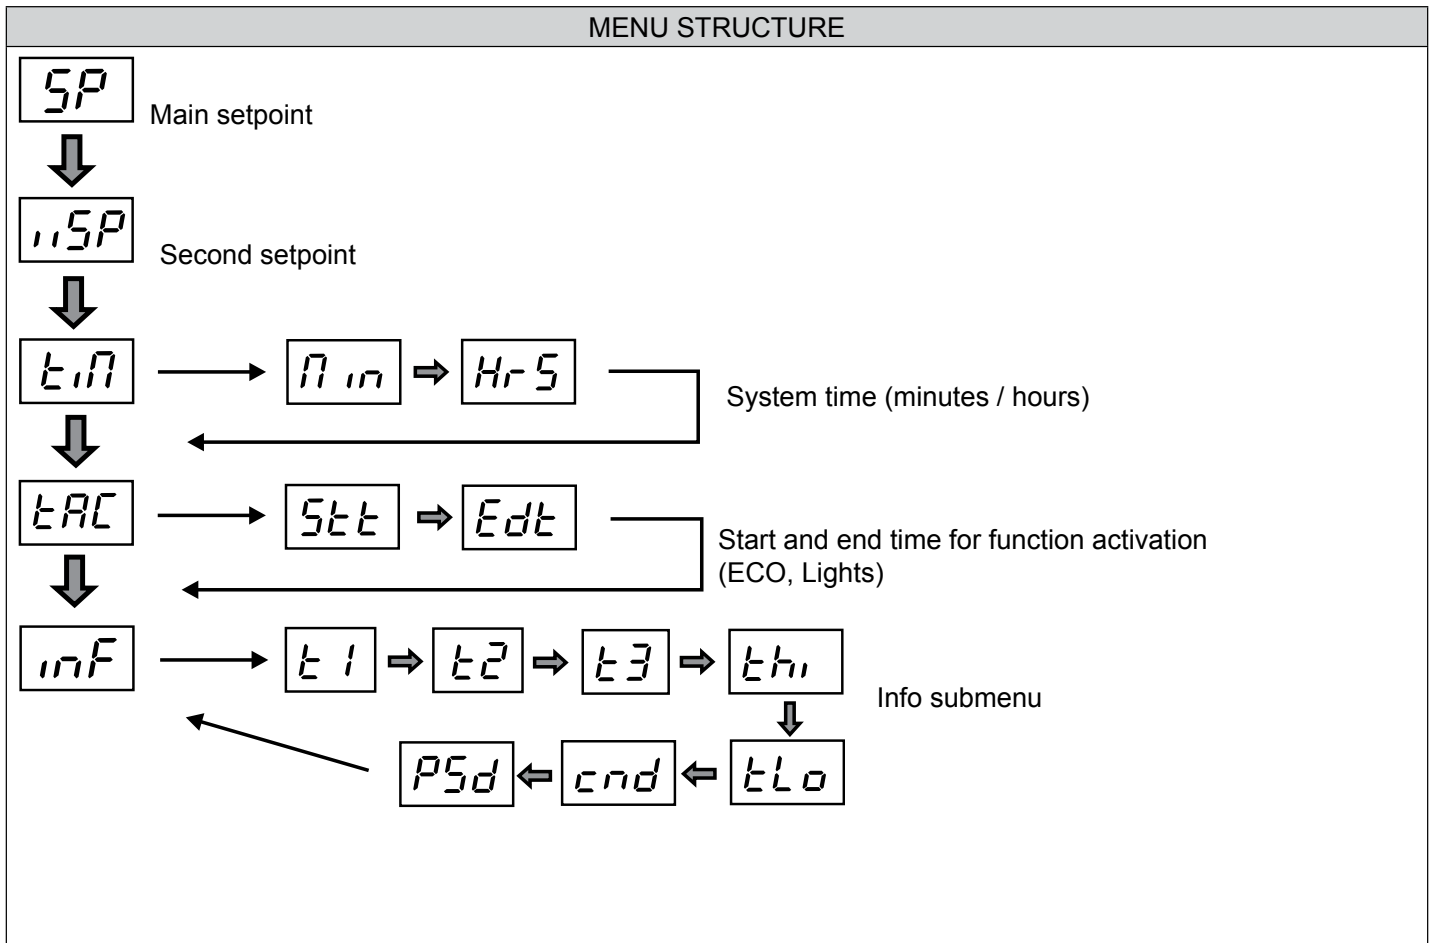 MENU STRUCTURE
SP
Main setpoint
iiSP
Second setpoint
tiM
Min
HrS
System time (minutes / hours)
tAC
Stt
Edt
Start and end time for function activation
(ECO, Lights)
inF
t1
t2
t3
thi
Info submenu
PSd
cnd
tLo